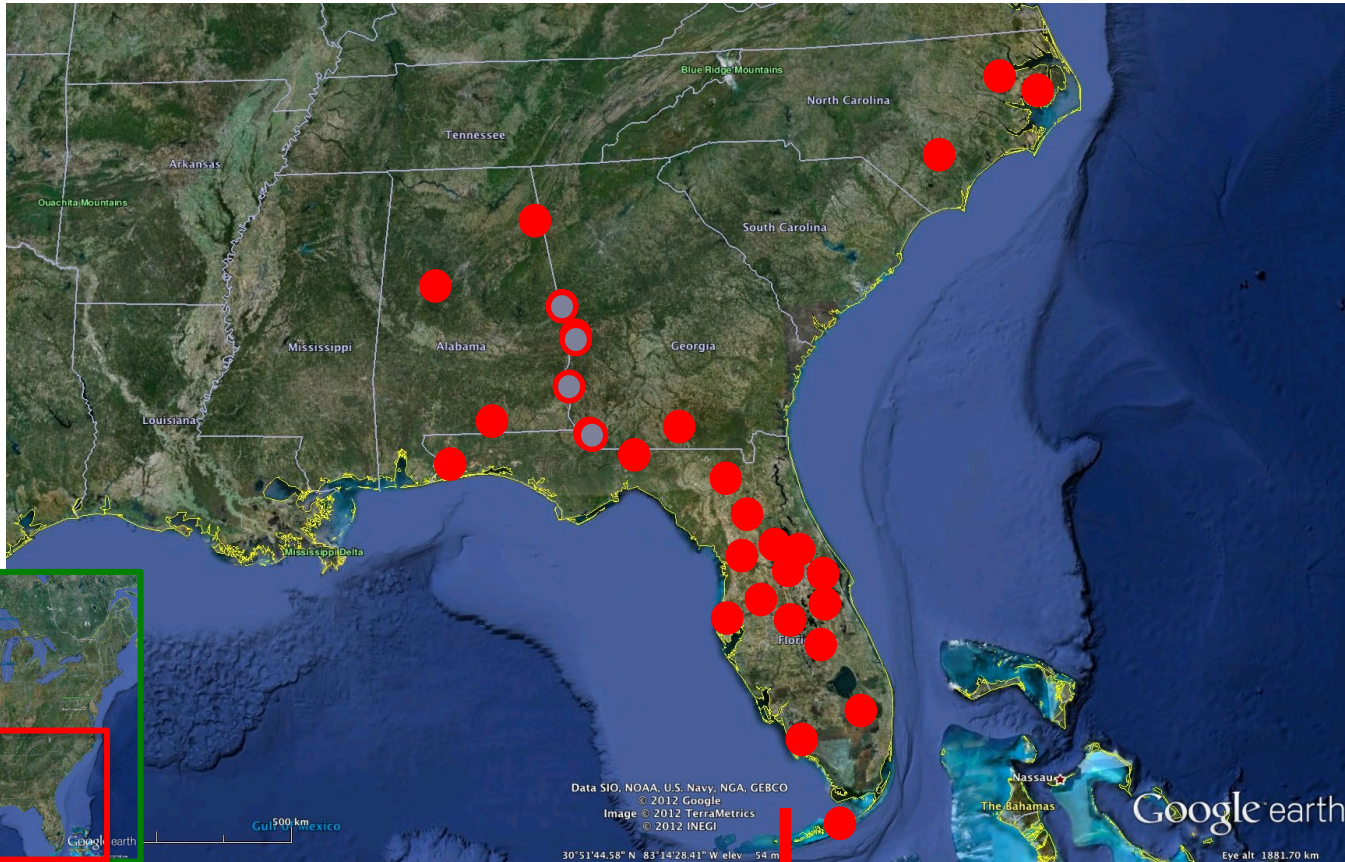 Blue Ridge Mountains
North Carolina
Tennessee
Arkansas
Ouachita Mountains
South Carolina
Mississippi
Alabama
Georgia
Louisiana
Mississippi Delta
Flori
Nassau
The Bahamas
Data SIO, NOAA, U.S. Navy, NGA, GEBCO
© 2012 Google
Image © 2012 TerraMetrics
© 2012 INEGI
Google earth
500 km
Gulf Of Mexico
Google earth
30°51'44.58" N 83°14'28.41" W elev 54 m
Eye alt 1881.70 km